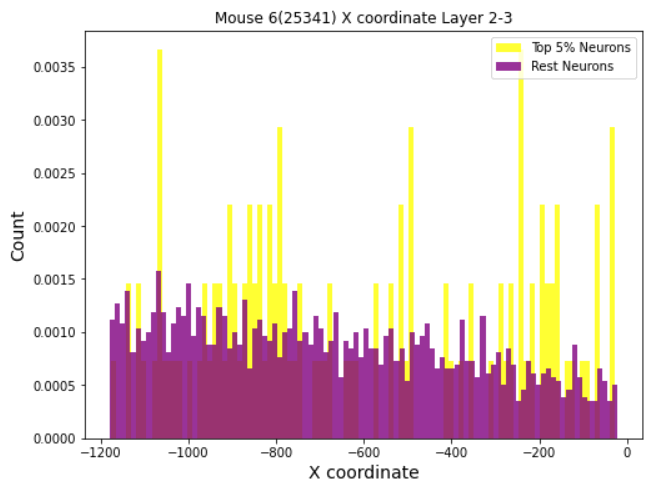 Mouse 6(25341) X coordinate Layer 2-3
Top 5% Neurons
Rest Neurons
Count
0.0035
0.0030
0.0025
0.0020
0.0015
0.0010
0.0005
0.0000
−1200 −1000 −800 −600 −400 −200 0
X coordinate